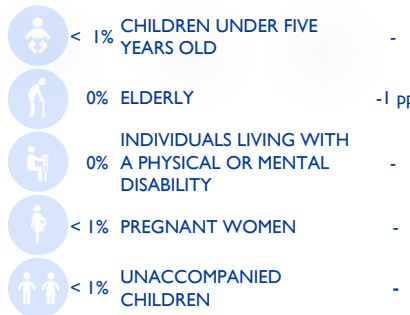 < 1% CHILDREN UNDER FIVE YEARS OLD -
0% ELDERLY -1 pp
0% INDIVIDUALS LIVING WITH A PHYSICAL OR MENTAL DISABILITY -
< 1% PREGNANT WOMEN -
< 1% UNACCOMPANIED CHILDREN -